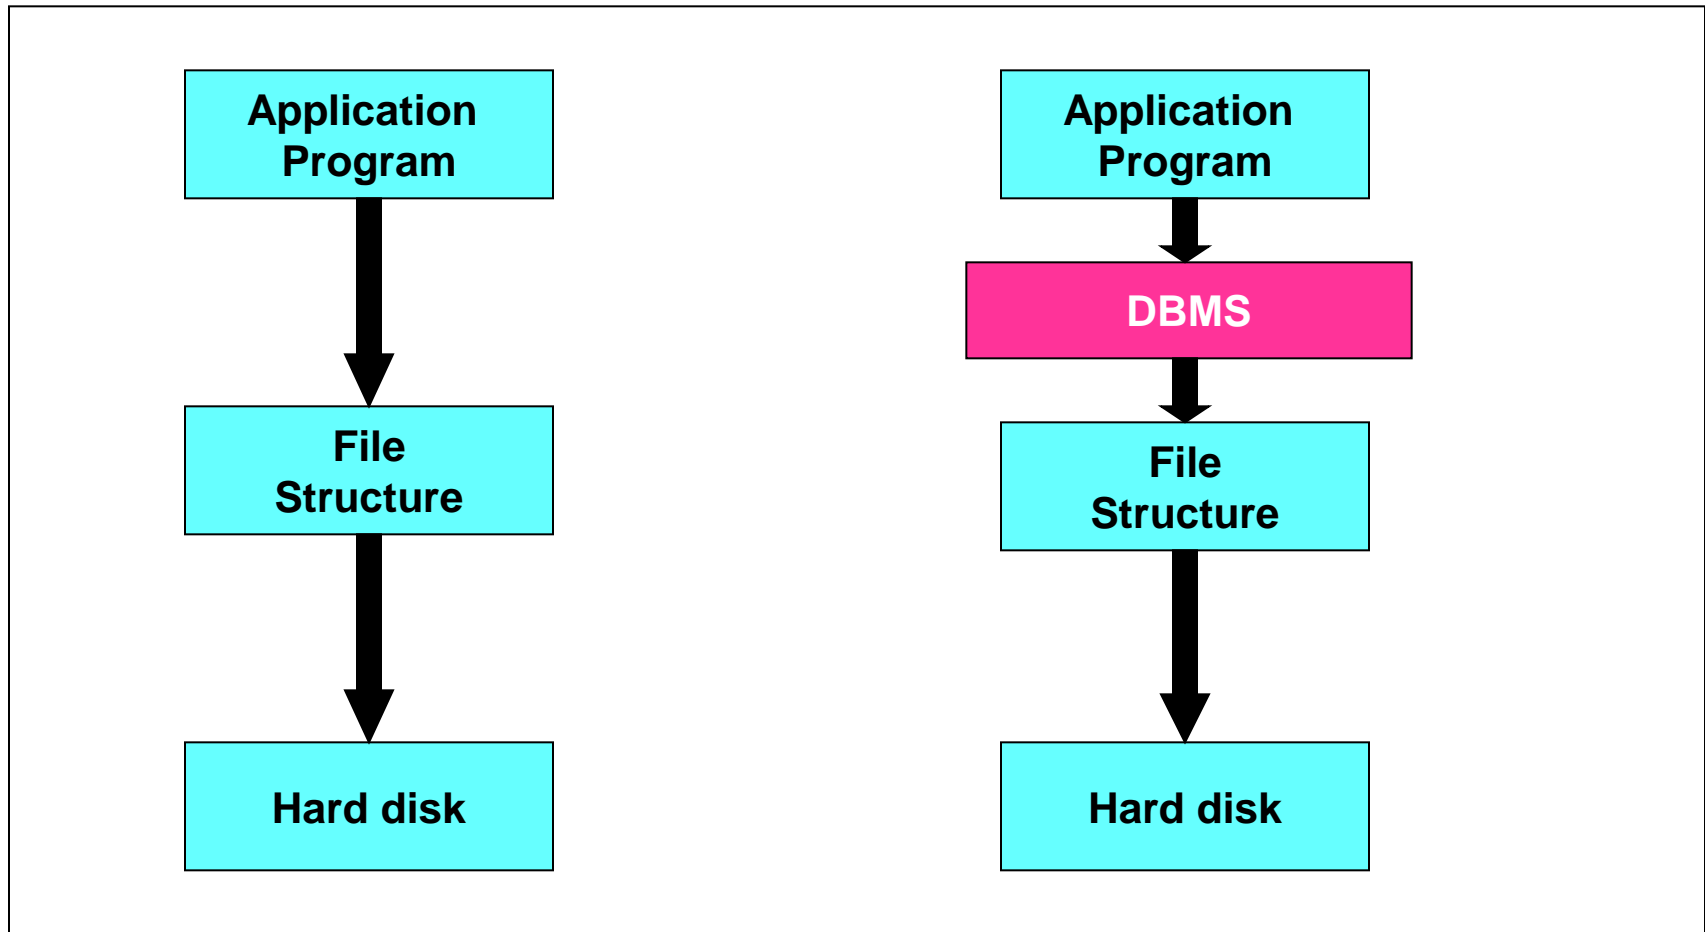 Application
Program
File
Structure
Hard disk
Application
Program
DBMS
File
Structure
Hard disk